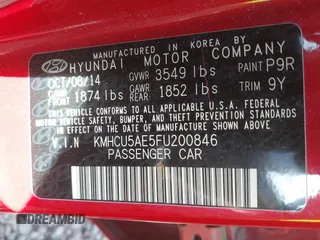 MANUFACTURED IN KOREA BY
HYUNDAI MOTOR COMPANY
OCT/08/14 GVWR 3549 lbs PAINT P9R
GAWR FRONT 1874 lbs GAWR REAR 1852 lbs TRIM 9Y
THIS VEHICLE CONFORMS TO ALL APPLICABLE U.S.A.
FEDERAL MOTOR VEHICLE SAFETY, BUMPER, AND THEFT
PREVENTION STANDARDS IN EFFECT ON THE DATE OF
MANUFACTURE SHOWN ABOVE.
V.I.N KMHCU5AE5FU200846
PASSENGER CAR
DREAMBID